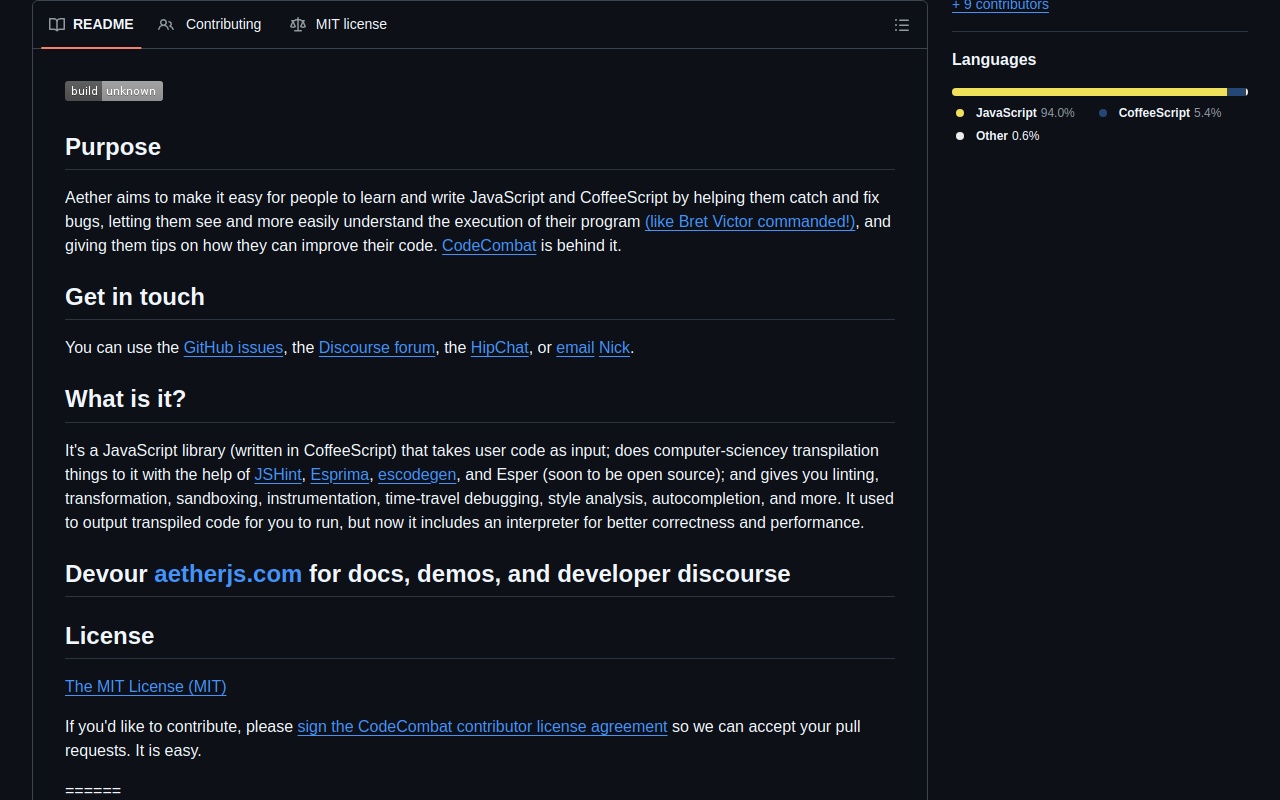 README
Contributing
MIT license
+ 9 contributors
Languages
JavaScript 94.0%
CoffeeScript 5.4%
Other 0.6%
build unknown
Purpose
Aether aims to make it easy for people to learn and write JavaScript and CoffeeScript by helping them catch and fix
bugs, letting them see and more easily understand the execution of their program (like Bret Victor commanded!), and
giving them tips on how they can improve their code. CodeCombat is behind it.
Get in touch
You can use the GitHub issues, the Discourse forum, the HipChat, or email Nick.
What is it?
It's a JavaScript library (written in CoffeeScript) that takes user code as input; does computer-sciencey transpilation
things to it with the help of JSHint, Esprima, escodegen, and Esper (soon to be open source); and gives you linting,
transformation, sandboxing, instrumentation, time-travel debugging, style analysis, autocompletion, and more. It used
to output transpiled code for you to run, but now it includes an interpreter for better correctness and performance.
Devour aetherjs.com for docs, demos, and developer discourse
License
The MIT License (MIT)
If you'd like to contribute, please sign the CodeCombat contributor license agreement so we can accept your pull
requests. It is easy.
======